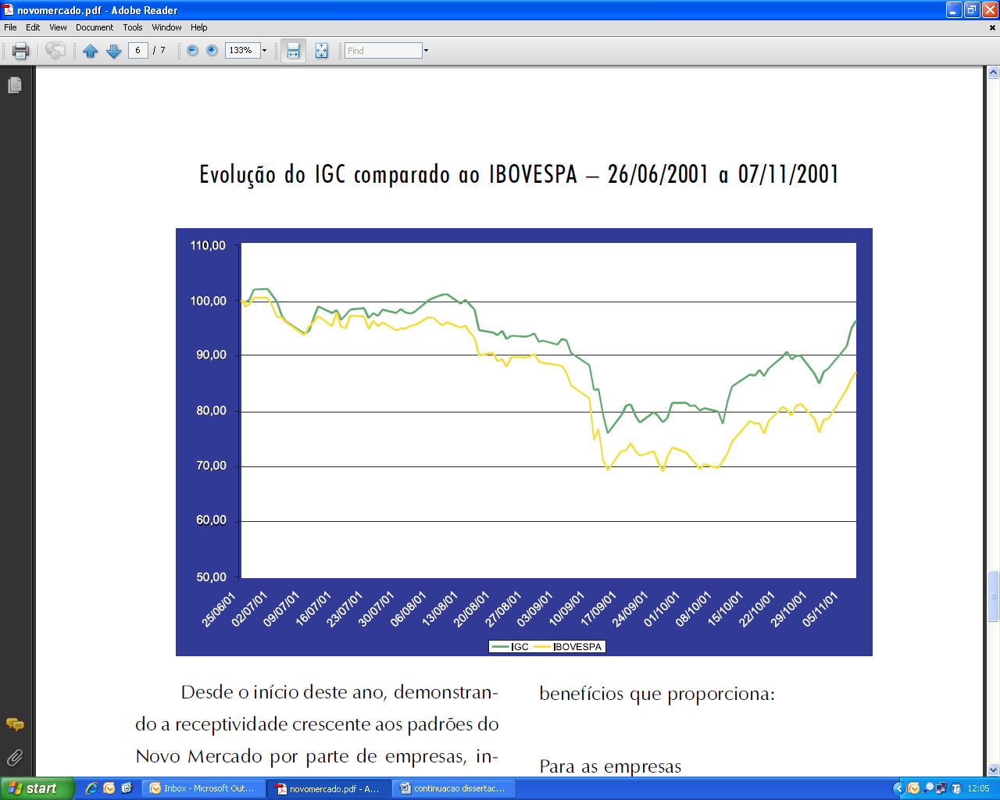 novomercado.pdf - Adobe Reader
File Edit View Document Tools Window Help
6 / 7 133% Find
Evolução do IGC comparado ao IBOVESPA – 26/06/2001 a 07/11/2001
110,00
100,00
90,00
80,00
70,00
60,00
50,00
25/06/01 02/07/01 09/07/01 16/07/01 23/07/01 30/07/01 06/08/01 13/08/01 20/08/01 27/08/01 03/09/01 10/09/01 17/09/01 24/09/01 01/10/01 08/10/01 15/10/01 22/10/01 29/10/01 05/11/01
IGC IBOVESPA
Desde o início deste ano, demonstran-
do a receptividade crescente aos padrões do
Novo Mercado por parte de empresas, in-
benefícios que proporciona:
Para as empresas
start Inbox - Microsoft Out... novomercado.pdf - A... continuacao dissertac... 12:05